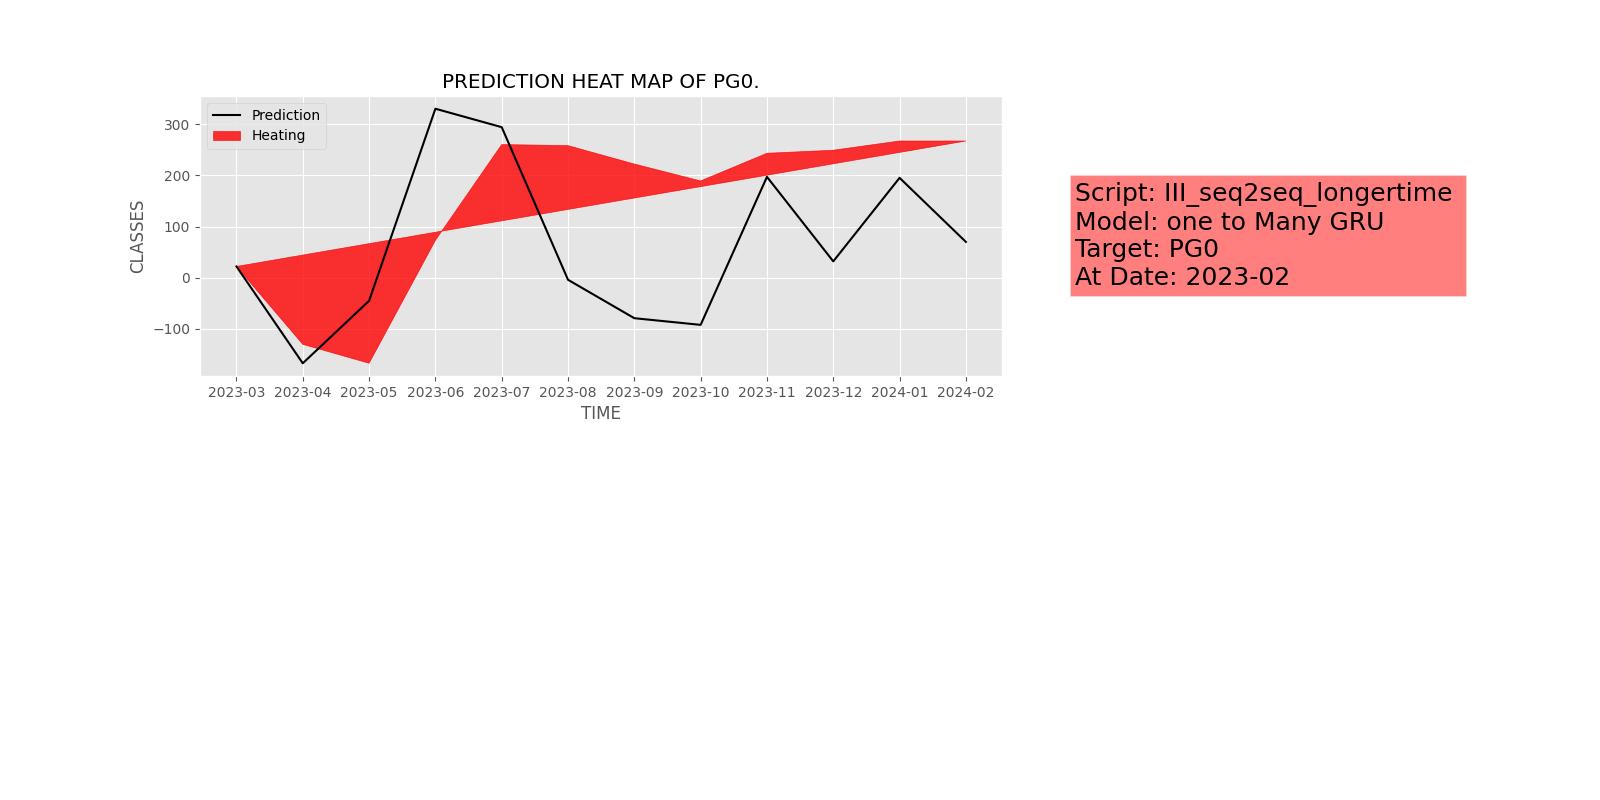 PREDICTION HEAT MAP OF PG0.
Prediction
Heating
CLASSES
300
200
100
0
−100
2023-03 2023-04 2023-05 2023-06 2023-07 2023-08 2023-09 2023-10 2023-11 2023-12 2024-01 2024-02
TIME
Script: III_seq2seq_longertime
Model: one to Many GRU
Target: PG0
At Date: 2023-02